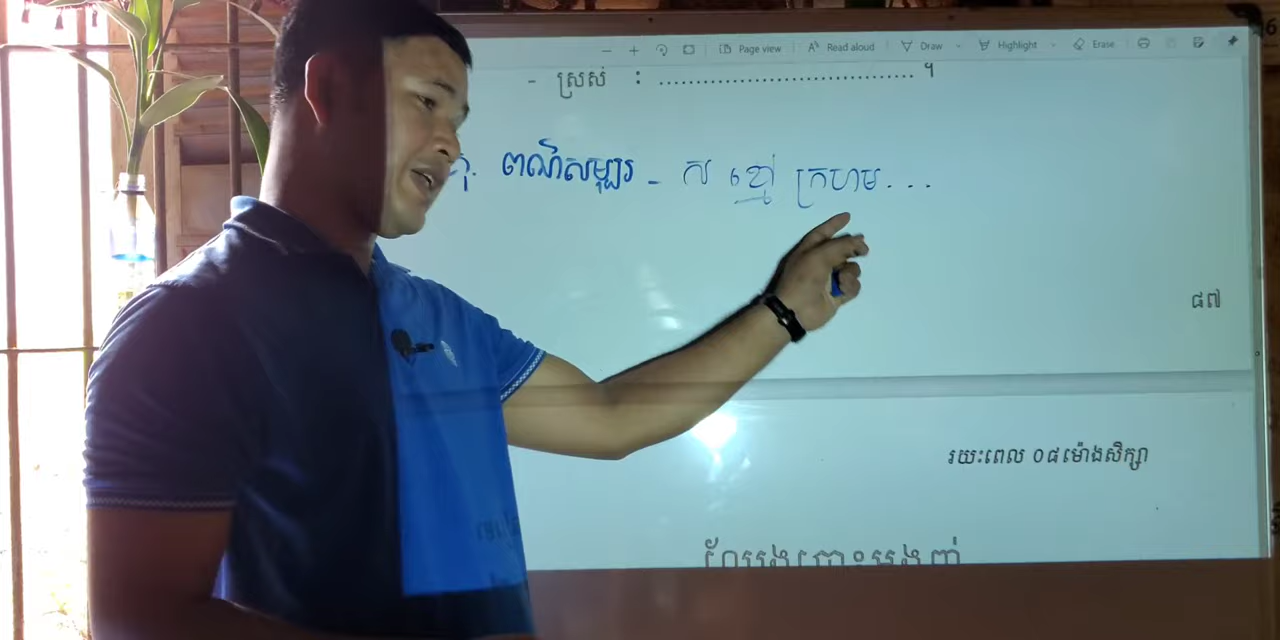 Page view Read aloud Draw Highlight Erase
- ស្រស់ : .................................. ។
ពណ៌សម្បុរ - ស ខ្មៅ ក្រហម...
៨៧
រយៈពេល ០៨ម៉ោងសិក្សា